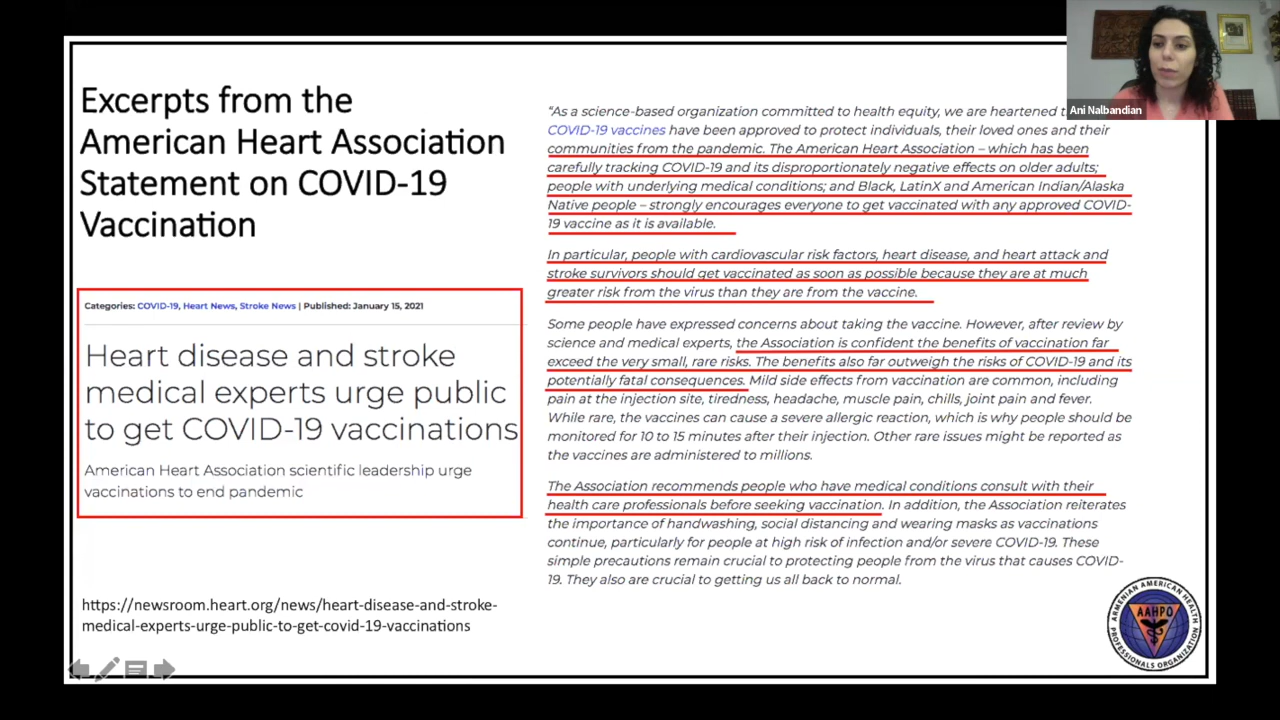 Excerpts from the
American Heart Association
Statement on COVID-19
Vaccination
Categories: COVID-19, Heart News, Stroke News | Published: January 15, 2021
Heart disease and stroke
medical experts urge public
to get COVID-19 vaccinations
American Heart Association scientific leadership urge
vaccinations to end pandemic
https://newsroom.heart.org/news/heart-disease-and-stroke-
medical-experts-urge-public-to-get-covid-19-vaccinations
“As a science-based organization committed to health equity, we are heartened
COVID-19 vaccines have been approved to protect individuals, their loved ones and their
communities from the pandemic. The American Heart Association – which has been
carefully tracking COVID-19 and its disproportionately negative effects on older adults;
people with underlying medical conditions; and Black, LatinX and American Indian/Alaska
Native people – strongly encourages everyone to get vaccinated with any approved COVID-
19 vaccine as it is available.
In particular, people with cardiovascular risk factors, heart disease, and heart attack and
stroke survivors should get vaccinated as soon as possible because they are at much
greater risk from the virus than they are from the vaccine.
Some people have expressed concerns about taking the vaccine. However, after review by
science and medical experts, the Association is confident the benefits of vaccination far
exceed the very small, rare risks. The benefits also far outweigh the risks of COVID-19 and its
potentially fatal consequences. Mild side effects from vaccination are common, including
pain at the injection site, tiredness, headache, muscle pain, chills, joint pain and fever.
While rare, the vaccines can cause a severe allergic reaction, which is why people should be
monitored for 10 to 15 minutes after their injection. Other rare issues might be reported as
the vaccines are administered to millions.
The Association recommends people who have medical conditions consult with their
health care professionals before seeking vaccination. In addition, the Association reiterates
the importance of handwashing, social distancing and wearing masks as vaccinations
continue, particularly for people at high risk of infection and/or severe COVID-19. These
simple precautions remain crucial to protecting people from the virus that causes COVID-
19. They also are crucial to getting us all back to normal.
Ani Nalbandian
ARMENIAN AMERICAN HEALTH
AAHPO
PROFESSIONALS ORGANIZATION